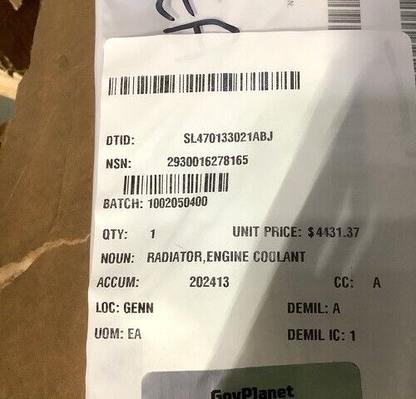 DTID: SL470133021ABJ
NSN: 2930016278165
BATCH: 1002050400
QTY: 1 UNIT PRICE: $4431.37
NOUN: RADIATOR,ENGINE COOLANT
ACCUM: 202413 CC: A
LOC: GENN DEMIL: A
UOM: EA DEMIL IC: 1
GovPlanet